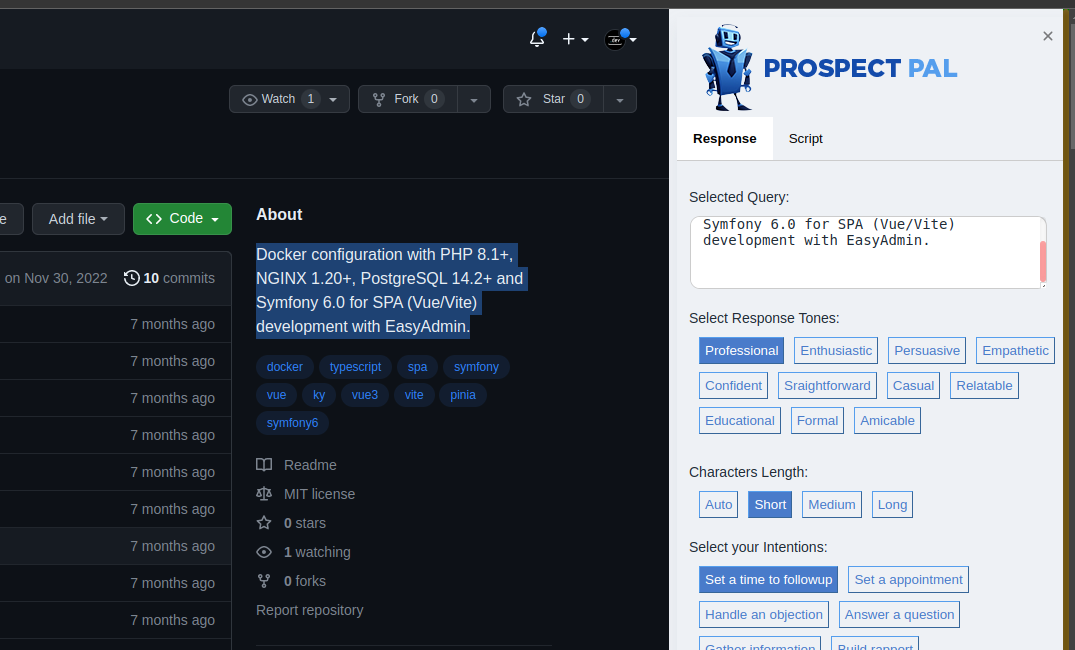 Watch 1
Fork 0
Star 0
Add file
Code
on Nov 30, 2022
10 commits
7 months ago
7 months ago
7 months ago
7 months ago
7 months ago
7 months ago
7 months ago
7 months ago
7 months ago
About
Docker configuration with PHP 8.1+,
NGINX 1.20+, PostgreSQL 14.2+ and
Symfony 6.0 for SPA (Vue/Vite)
development with EasyAdmin.
docker typescript spa symfony
vue ky vue3 vite pinia
symfony6
Readme
MIT license
0 stars
1 watching
0 forks
Report repository
PROSPECT PAL
Response Script
Selected Query:
Symfony 6.0 for SPA (Vue/Vite)
development with EasyAdmin.
Select Response Tones:
Professional Enthusiastic Persuasive Empathetic
Confident Sraightforward Casual Relatable
Educational Formal Amicable
Characters Length:
Auto Short Medium Long
Select your Intentions:
Set a time to followup Set a appointment
Handle an objection Answer a question
Gather information Build rapport